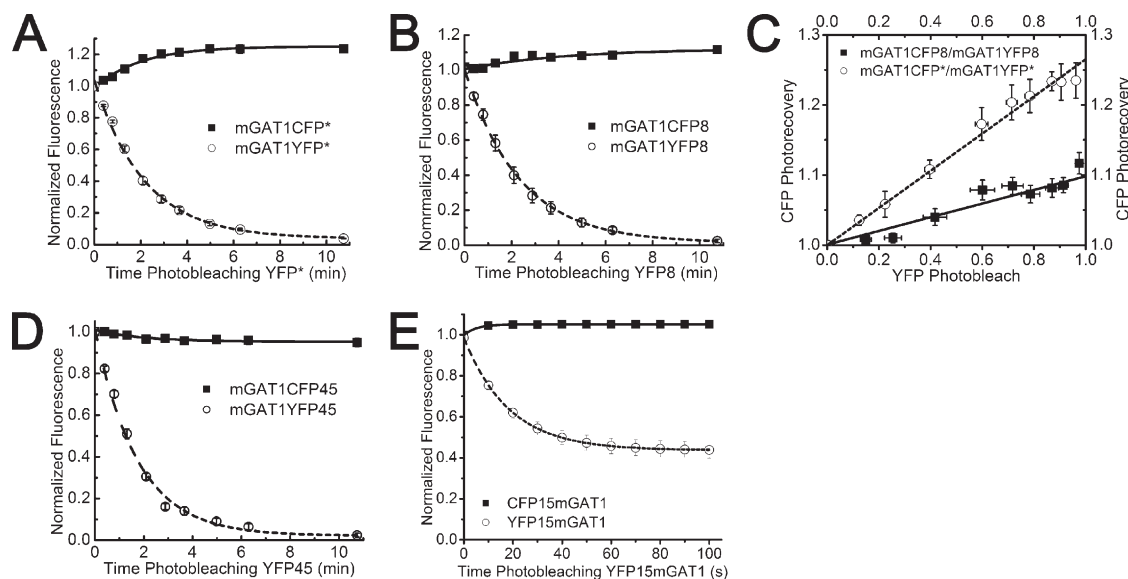 A
Normalized Fluorescence
1.2
1.0
0.8
0.6
0.4
0.2
0.0
mGAT1CFP*
mGAT1YFP*
0 2 4 6 8 10
Time Photobleaching YFP* (min)
B
Nonrmalized Fluorescence
1.2
1.0
0.8
0.6
0.4
0.2
0.0
mGAT1CFP8
mGAT1YFP8
0 2 4 6 8 10
Time Photobleaching YFP8 (min)
C
0.0 0.2 0.4 0.6 0.8 1.0
CFP Photorecovery
1.3
1.2
1.1
1.0
mGAT1CFP8/mGAT1YFP8
mGAT1CFP*/mGAT1YFP*
1.3
1.2
1.1
1.0
CFP Photorecovery
0.0 0.2 0.4 0.6 0.8 1.0
YFP Photobleach
D
Normalized Fluorescence
1.0
0.8
0.6
0.4
0.2
0.0
mGAT1CFP45
mGAT1YFP45
0 2 4 6 8 10
Time Photobleaching YFP45 (min)
E
Normalized Fluorescence
1.0
0.8
0.6
0.4
0.2
0.0
CFP15mGAT1
YFP15mGAT1
0 20 40 60 80 100
Time Photobleaching YFP15mGAT1 (s)